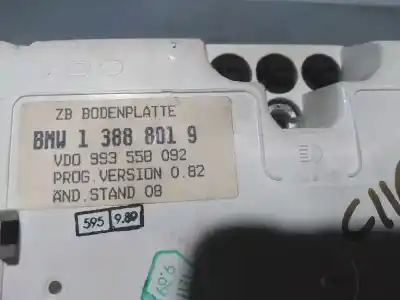 ZB BODENPLATTE
BMW 1 388 801 9
VDO 993 558 092
PROG.VERSION 0.82
ÄND.STAND 08
595 9.89